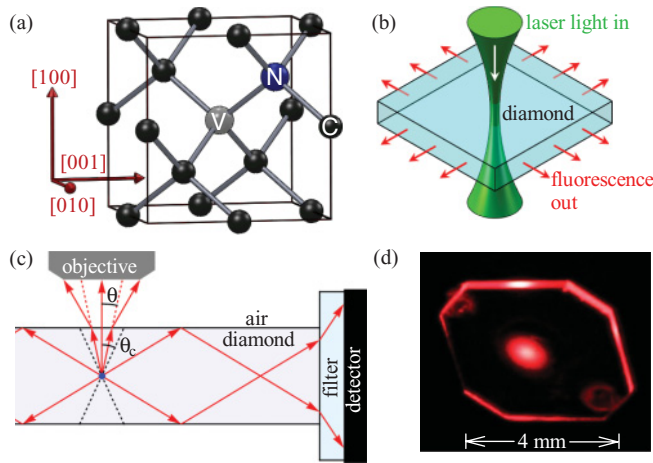 (a)
N
V
C
[100]
[001]
[010]
(b)
laser light in
diamond
fluorescence
out
(c)
objective
θ
θc
air
diamond
filter
detector
(d)
4 mm